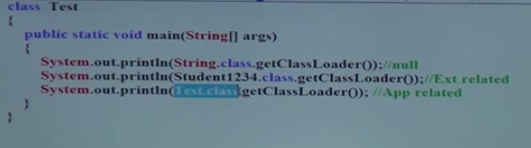 class Test
{
public static void main(String[] args)
{
System.out.println(String.class.getClassLoader());//null
System.out.println(Student1234.class.getClassLoader());//Ext related
System.out.println(Test.class.getClassLoader()); //App related
}
}